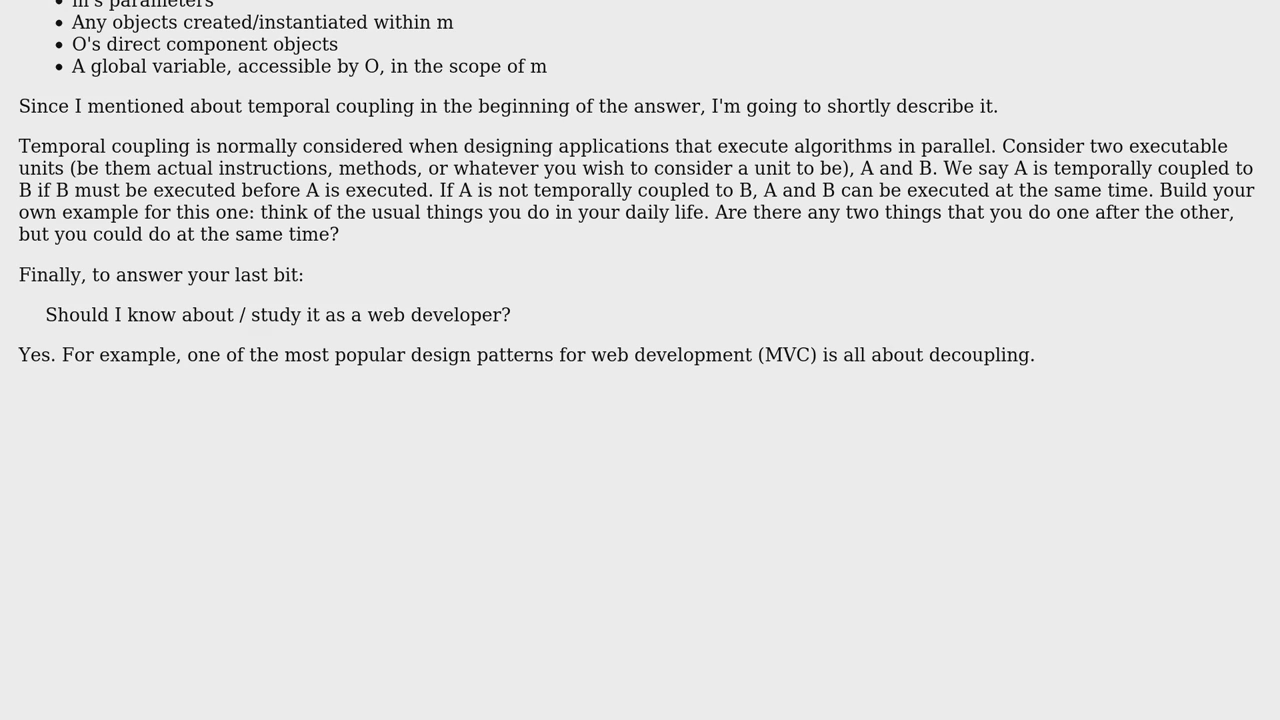 • m's parameters
• Any objects created/instantiated within m
• O's direct component objects
• A global variable, accessible by O, in the scope of m
Since I mentioned about temporal coupling in the beginning of the answer, I'm going to shortly describe it.
Temporal coupling is normally considered when designing applications that execute algorithms in parallel. Consider two executable
units (be them actual instructions, methods, or whatever you wish to consider a unit to be), A and B. We say A is temporally coupled to
B if B must be executed before A is executed. If A is not temporally coupled to B, A and B can be executed at the same time. Build your
own example for this one: think of the usual things you do in your daily life. Are there any two things that you do one after the other,
but you could do at the same time?
Finally, to answer your last bit:
Should I know about / study it as a web developer?
Yes. For example, one of the most popular design patterns for web development (MVC) is all about decoupling.